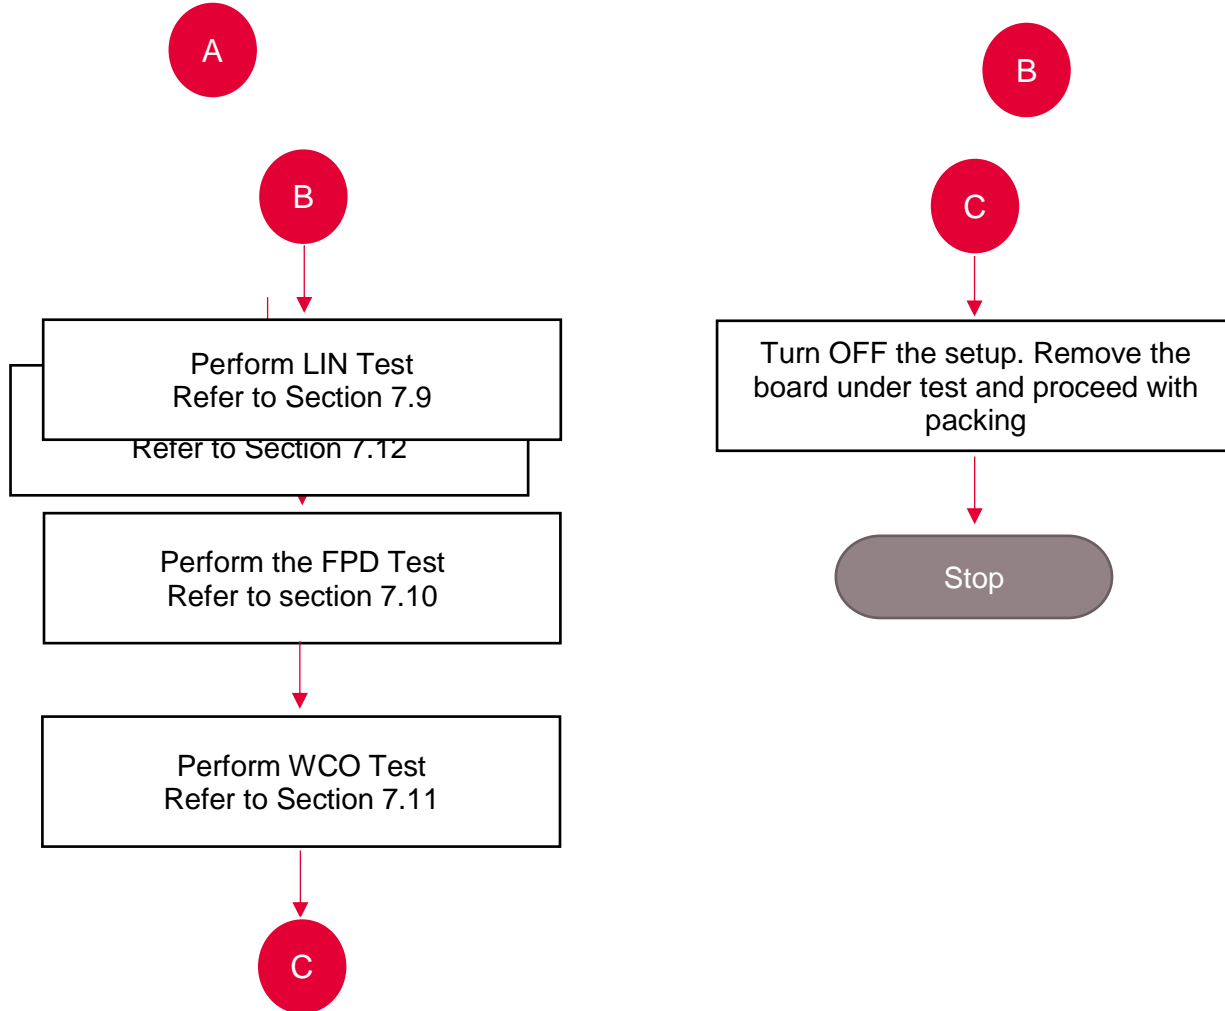 A
B
Perform LIN Test
Refer to Section 7.9
Refer to Section 7.12
Perform the FPD Test
Refer to section 7.10
Perform WCO Test
Refer to Section 7.11
C
B
C
Turn OFF the setup. Remove the
board under test and proceed with
packing
Stop